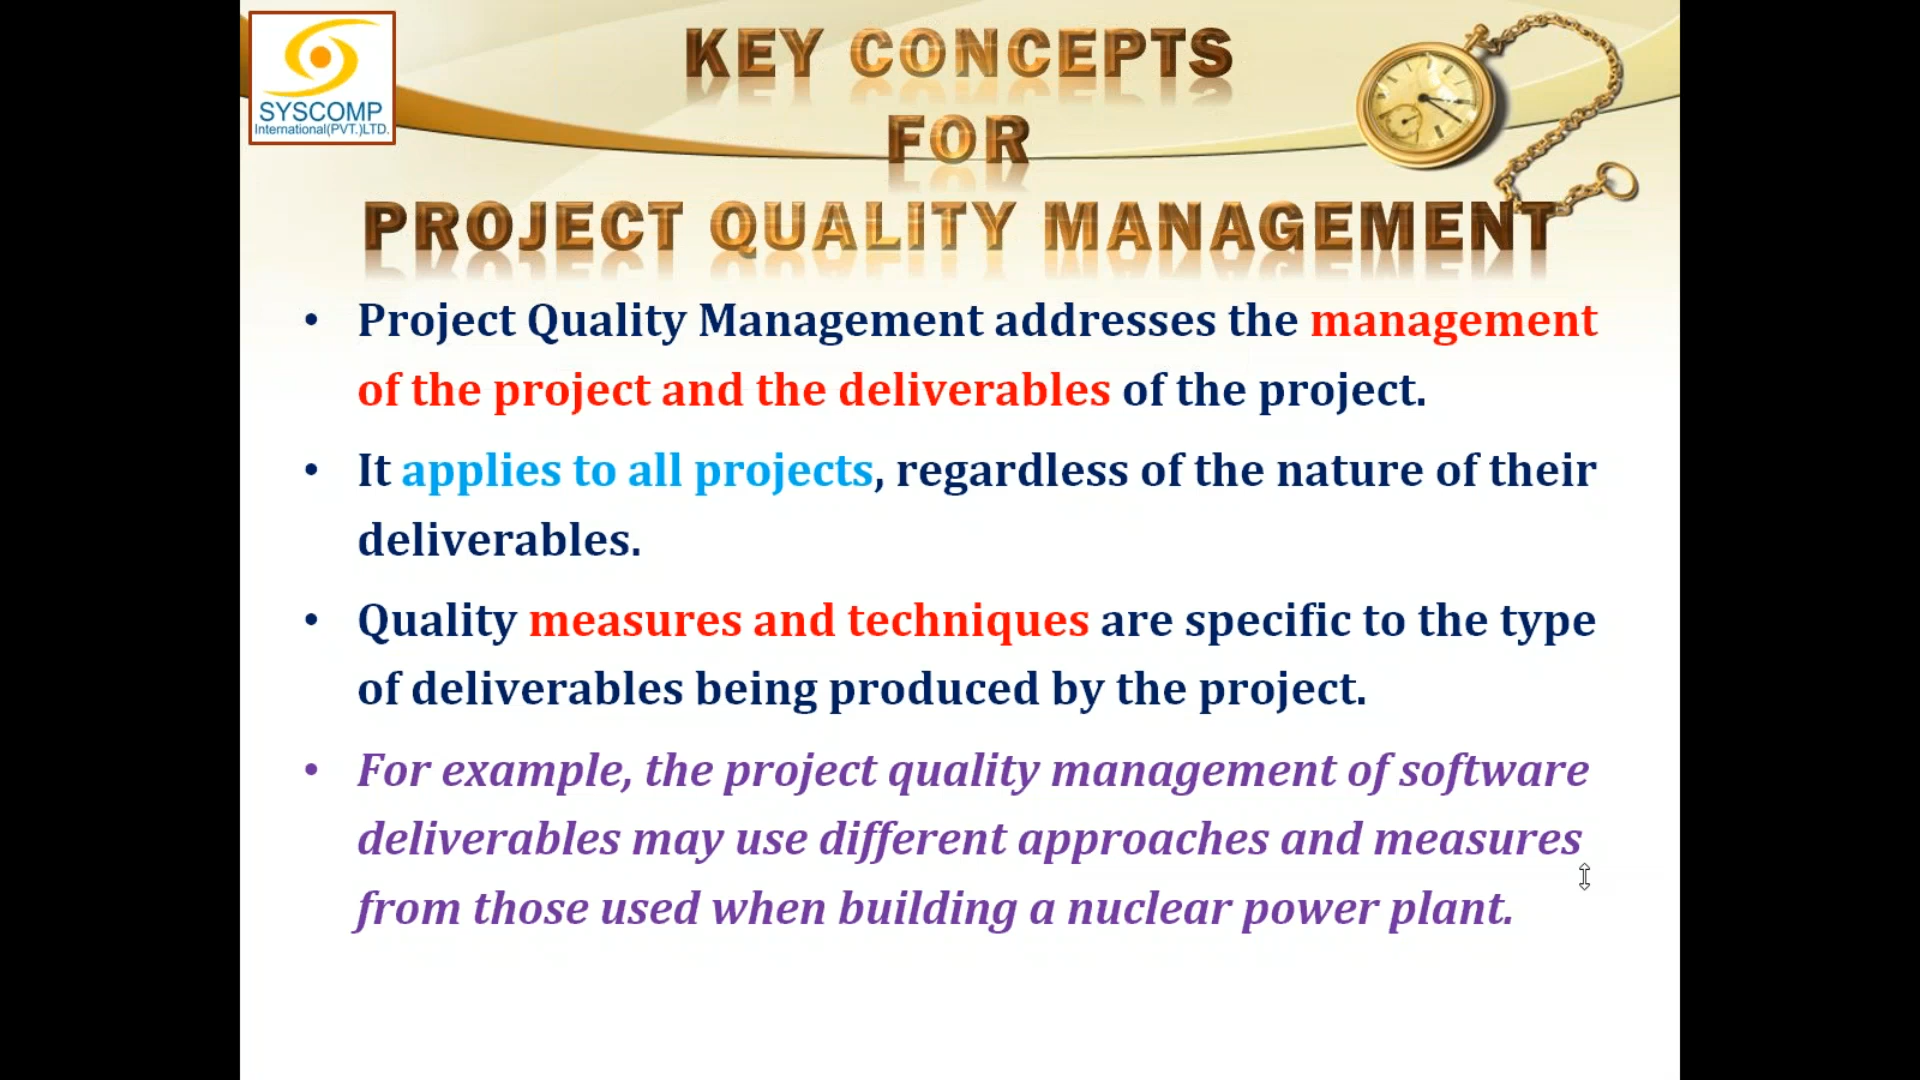 SYSCOMP
International(PVT.)LTD.
KEY CONCEPTS
FOR
PROJECT QUALITY MANAGEMENT
• Project Quality Management addresses the management
of the project and the deliverables of the project.
• It applies to all projects, regardless of the nature of their
deliverables.
• Quality measures and techniques are specific to the type
of deliverables being produced by the project.
• For example, the project quality management of software
deliverables may use different approaches and measures
from those used when building a nuclear power plant.